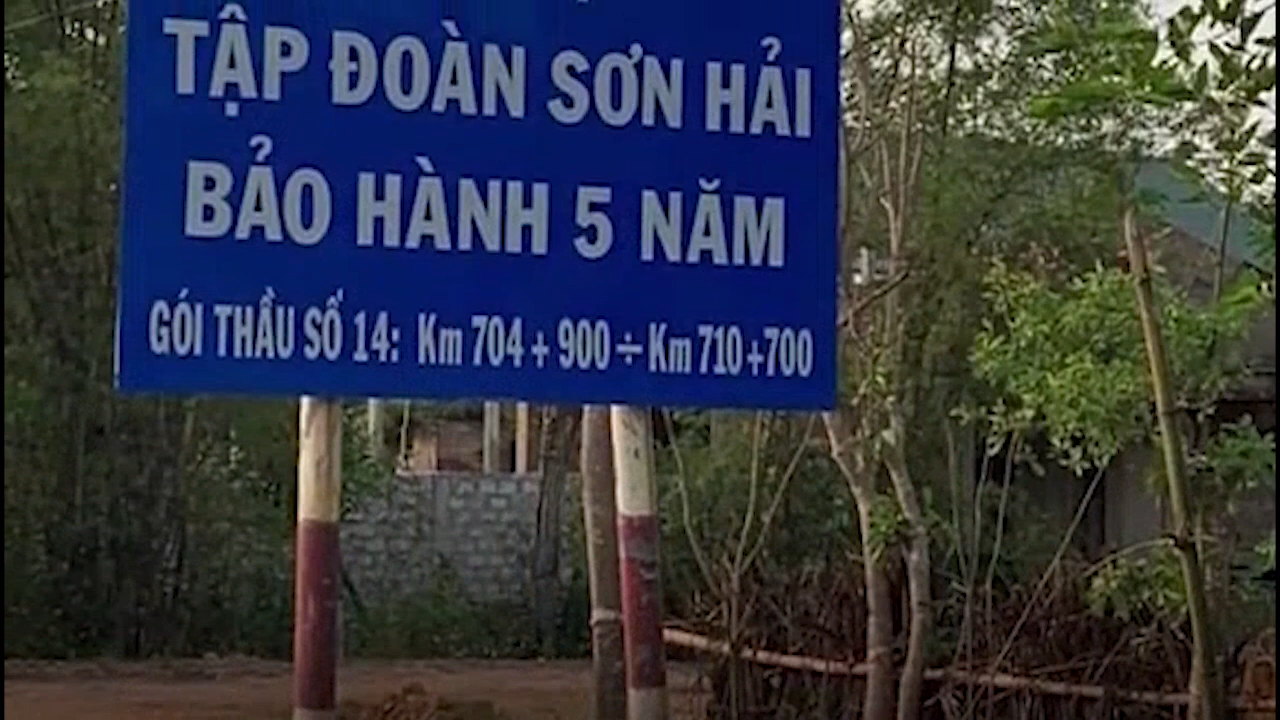 TẬP ĐOÀN SƠN HẢI
BẢO HÀNH 5 NĂM
GÓI THẦU SỐ 14: Km 704 + 900 ÷ Km 710+700